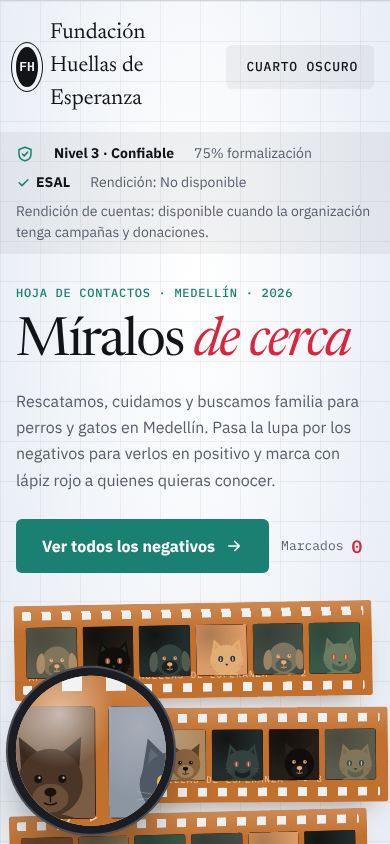 FH
Fundación
Huellas de
Esperanza
CUARTO OSCURO
Nivel 3 · Confiable 75% formalización
ESAL Rendición: No disponible
Rendición de cuentas: disponible cuando la organización
tenga campañas y donaciones.
HOJA DE CONTACTOS · MEDELLÍN · 2026
Míralos de cerca
Rescatamos, cuidamos y buscamos familia para
perros y gatos en Medellín. Pasa la lupa por los
negativos para verlos en positivo y marca con
lápiz rojo a quienes quieras conocer.
Ver todos los negativos →
Marcados 0